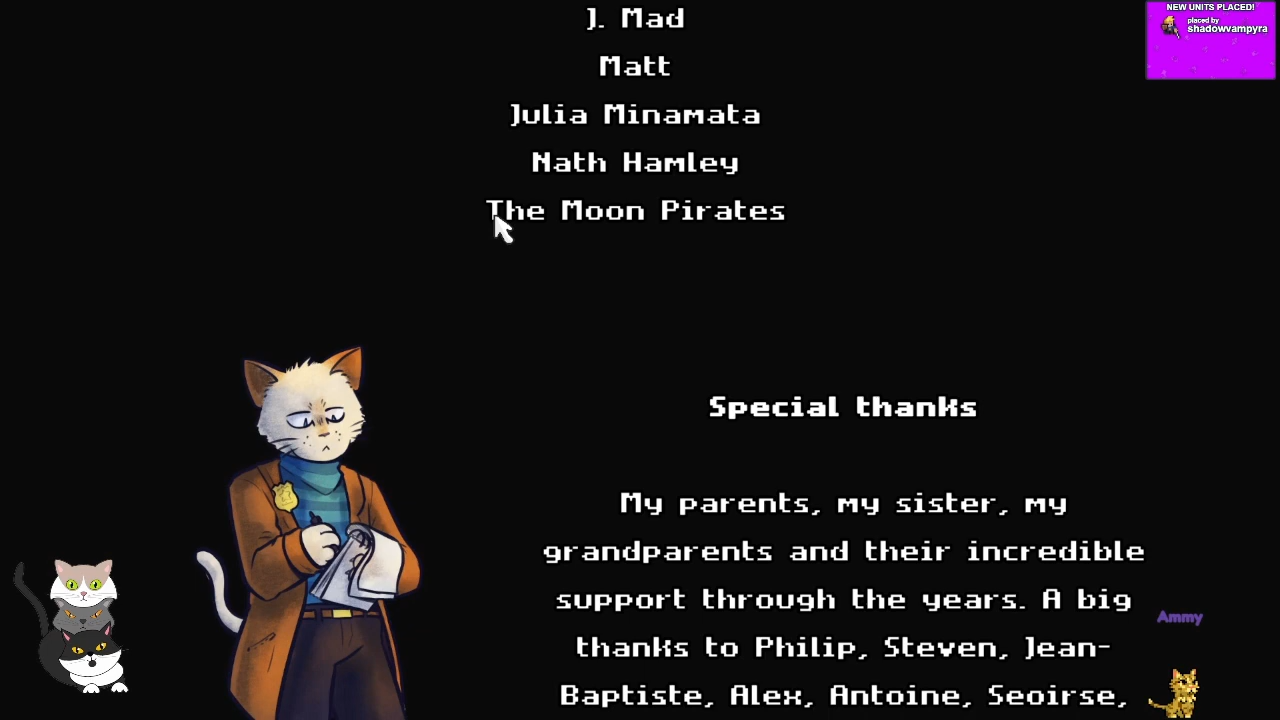 J. Mad
NEW UNITS PLACED!
placed by
shadowvampyra
Matt
Julia Minamata
Nath Hamley
The Moon Pirates
Special thanks
My parents, my sister, my
grandparents and their incredible
support through the years. A big
thanks to Philip, Steven, Jean-
Baptiste, Alex, Antoine, Seoirse,
Ammy